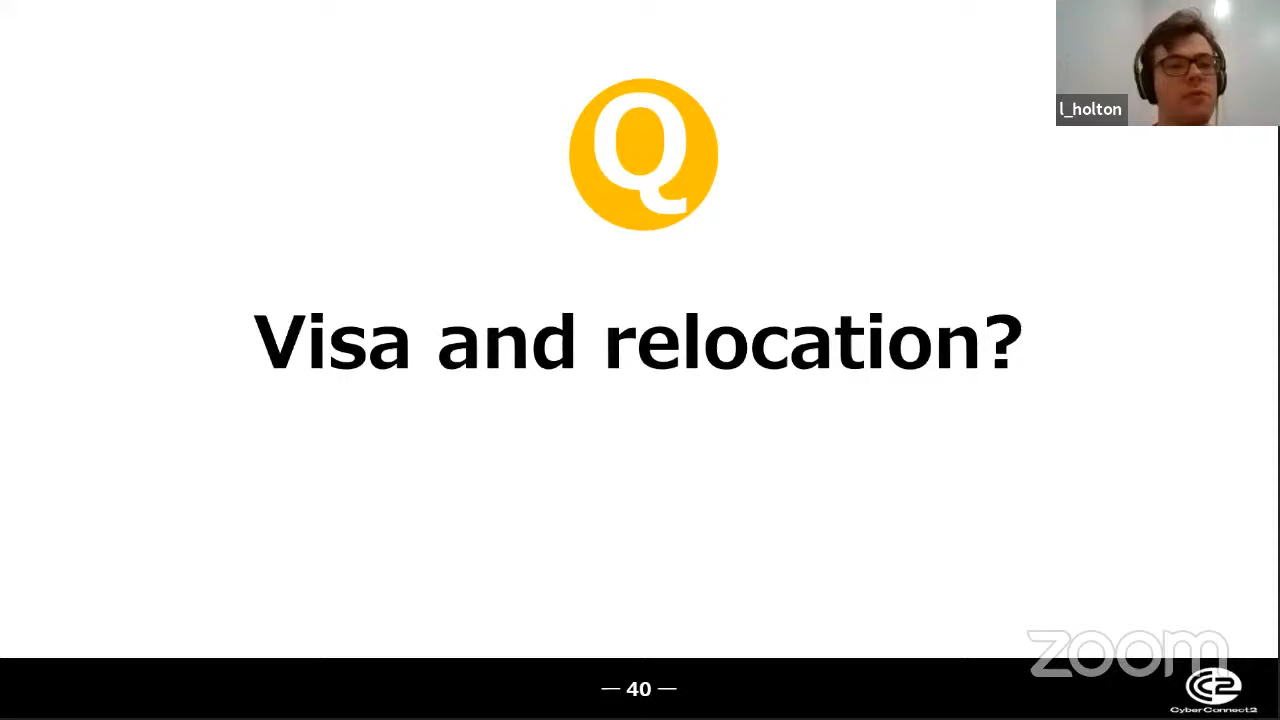 l_holton
Q
Visa and relocation?
zoom
— 40 —
CyberConnect2